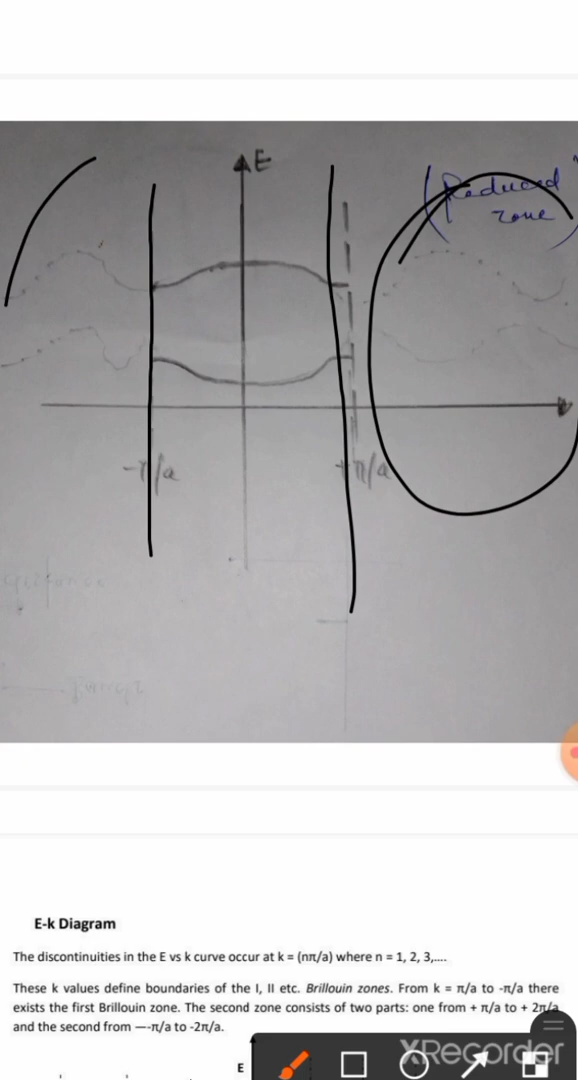 E
(Reduced
zone)
-π/a
+π/a
E-k Diagram
The discontinuities in the E vs k curve occur at k = (nπ/a) where n = 1, 2, 3,....
These k values define boundaries of the I, II etc. Brillouin zones. From k = π/a to -π/a there
exists the first Brillouin zone. The second zone consists of two parts: one from + π/a to + 2π/a
and the second from —-π/a to -2π/a.
E
XRecorder